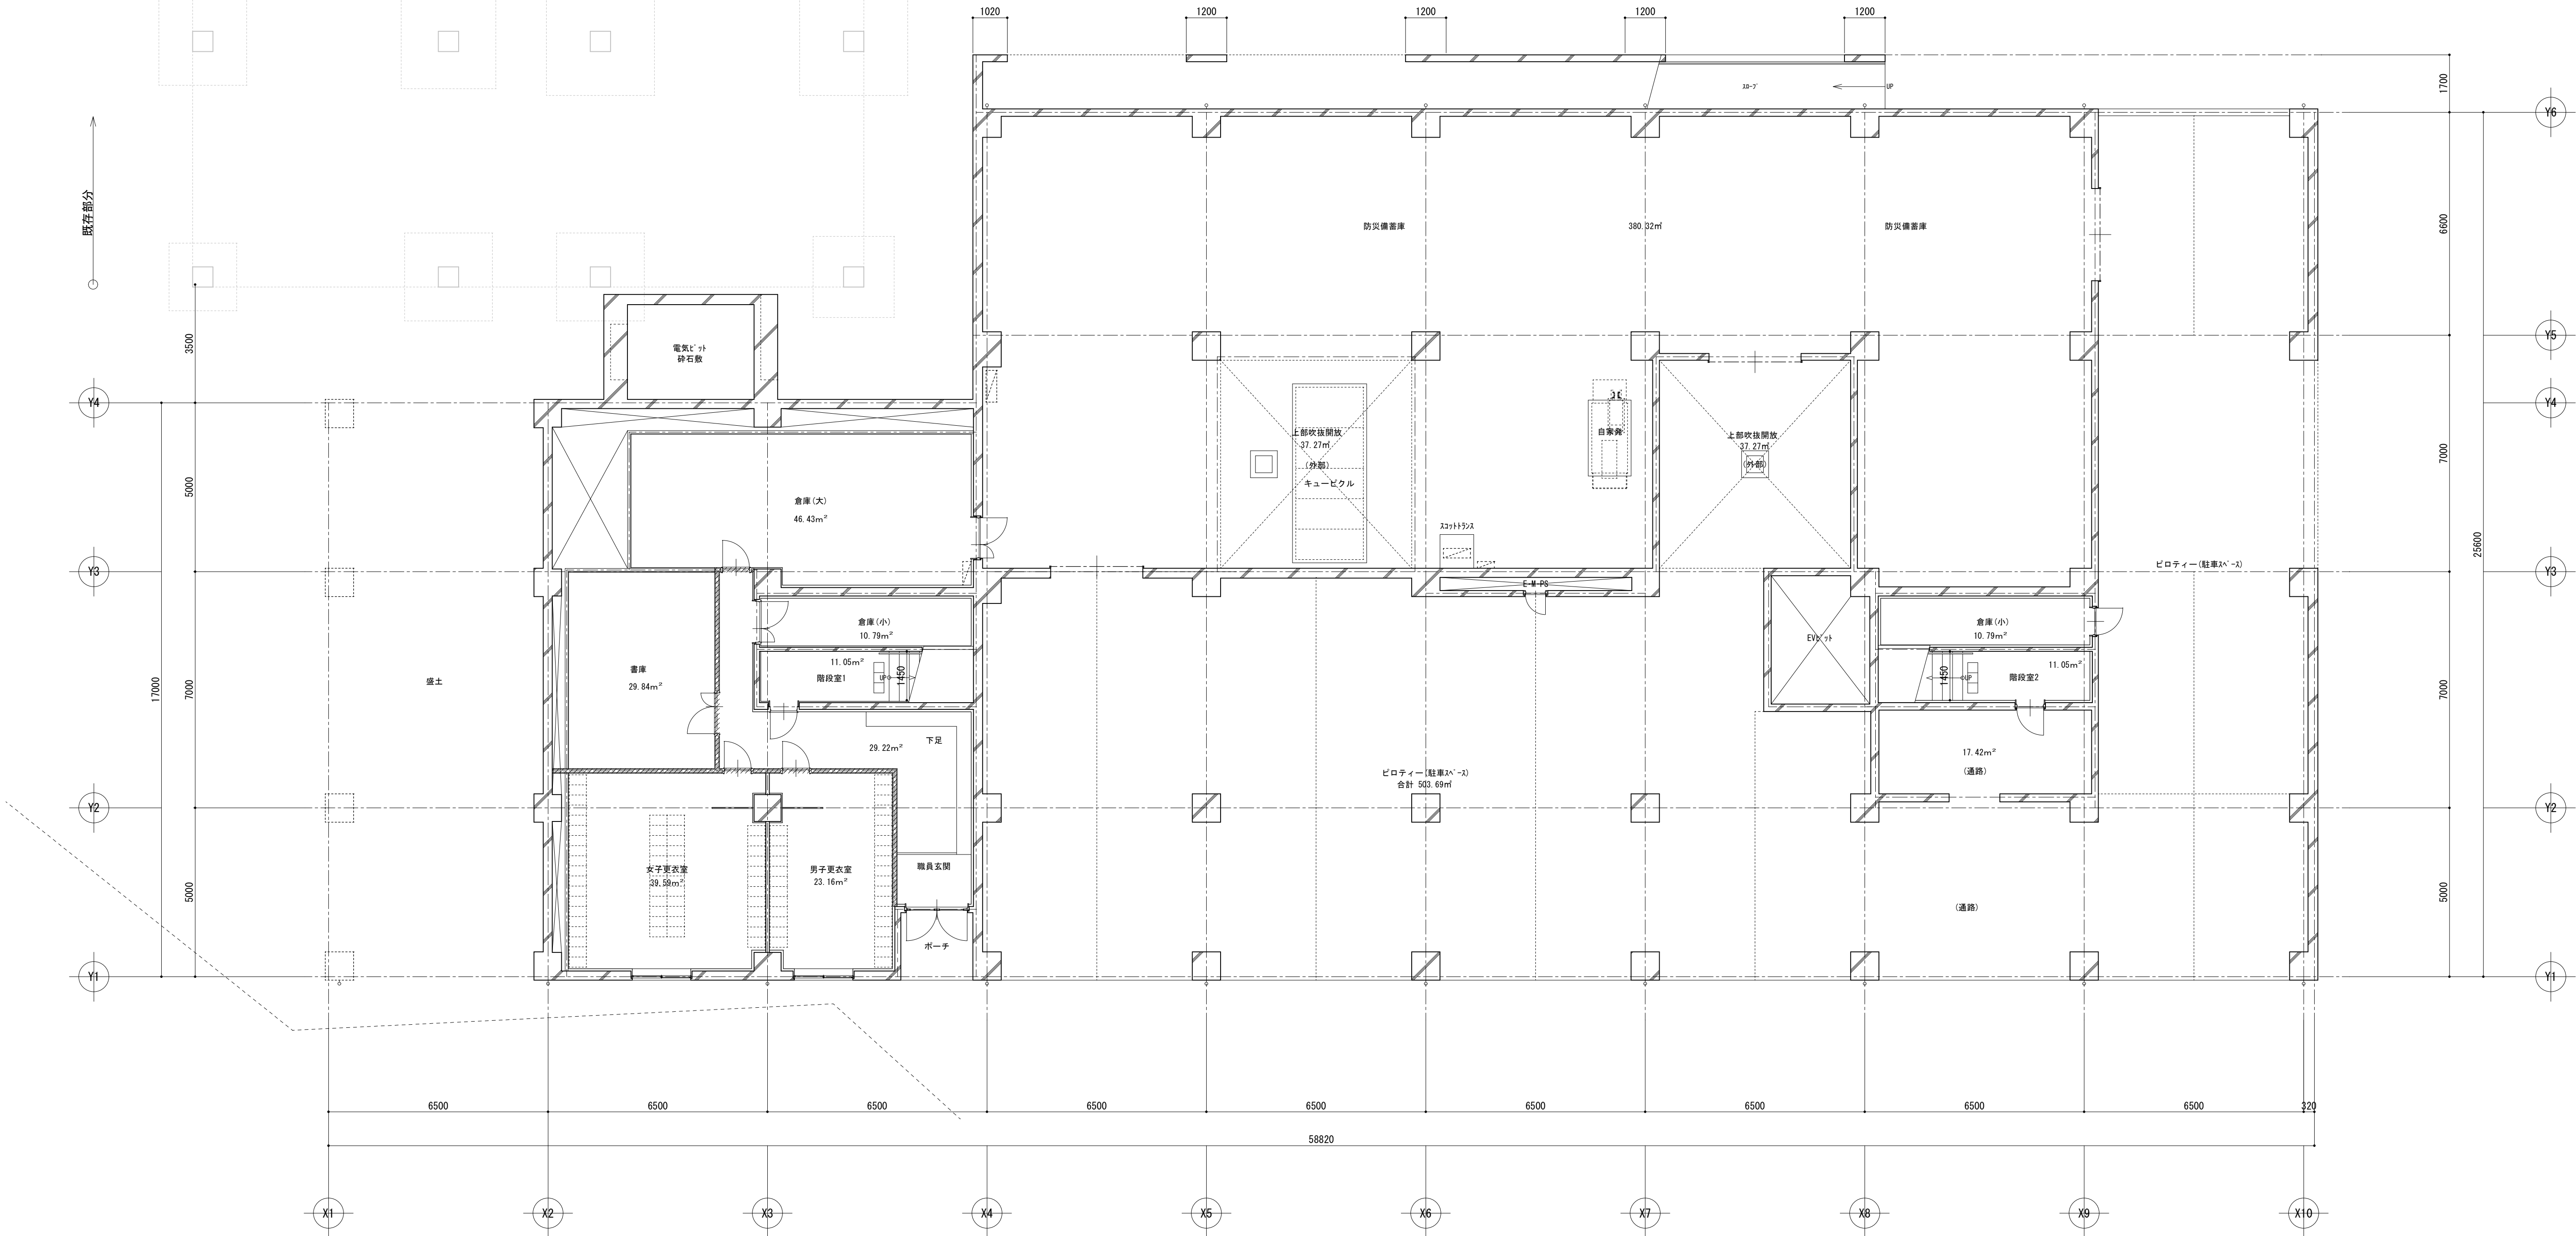 1020
1200
1200
1200
1200
1700
Y6
既存部分
ｽﾛｰﾌﾟ
UP
防災備蓄庫
380.32㎡
防災備蓄庫
6600
3500
電気ﾋﾟｯﾄ
砕石敷
Y5
Y4
Y4
上部吹抜開放
37.27㎡
(外部)
キュービクル
自家発
上部吹抜開放
37.27㎡
(外部)
7000
5000
倉庫(大)
46.43m²
ｽｺｯﾄﾄﾗﾝｽ
25600
Y3
ピロティー(駐車ｽﾍﾟｰｽ)
Y3
E・M・PS
倉庫(小)
10.79m²
EVﾋﾟｯﾄ
倉庫(小)
10.79m²
17000
7000
盛土
書庫
29.84m²
11.05m²
階段室1
UP
1450
1450
UP
11.05m²
階段室2
7000
下足
29.22m²
17.42m²
(通路)
ピロティー(駐車ｽﾍﾟｰｽ)
合計 503.69㎡
Y2
Y2
5000
女子更衣室
39.59m²
男子更衣室
23.16m²
職員玄関
5000
(通路)
ポーチ
Y1
Y1
6500
6500
6500
6500
6500
6500
6500
6500
6500
320
58820
X1
X2
X3
X4
X5
X6
X7
X8
X9
X10